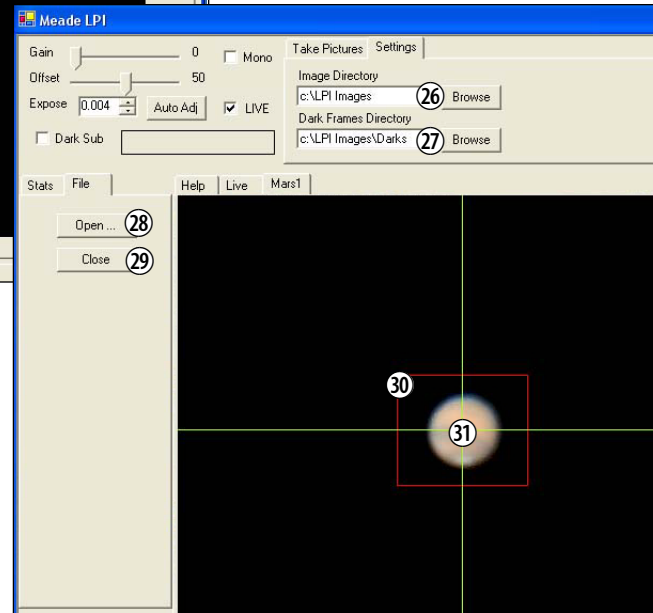 Meade LPI
Gain 0 Mono
Offset 50
Expose 0.004 Auto Adj LIVE
Dark Sub
Take Pictures Settings
Image Directory
c:\LPI Images 26 Browse
Dark Frames Directory
c:\LPI Images\Darks 27 Browse
Stats File
Help Live Mars1
Open ... 28
Close 29
30
31